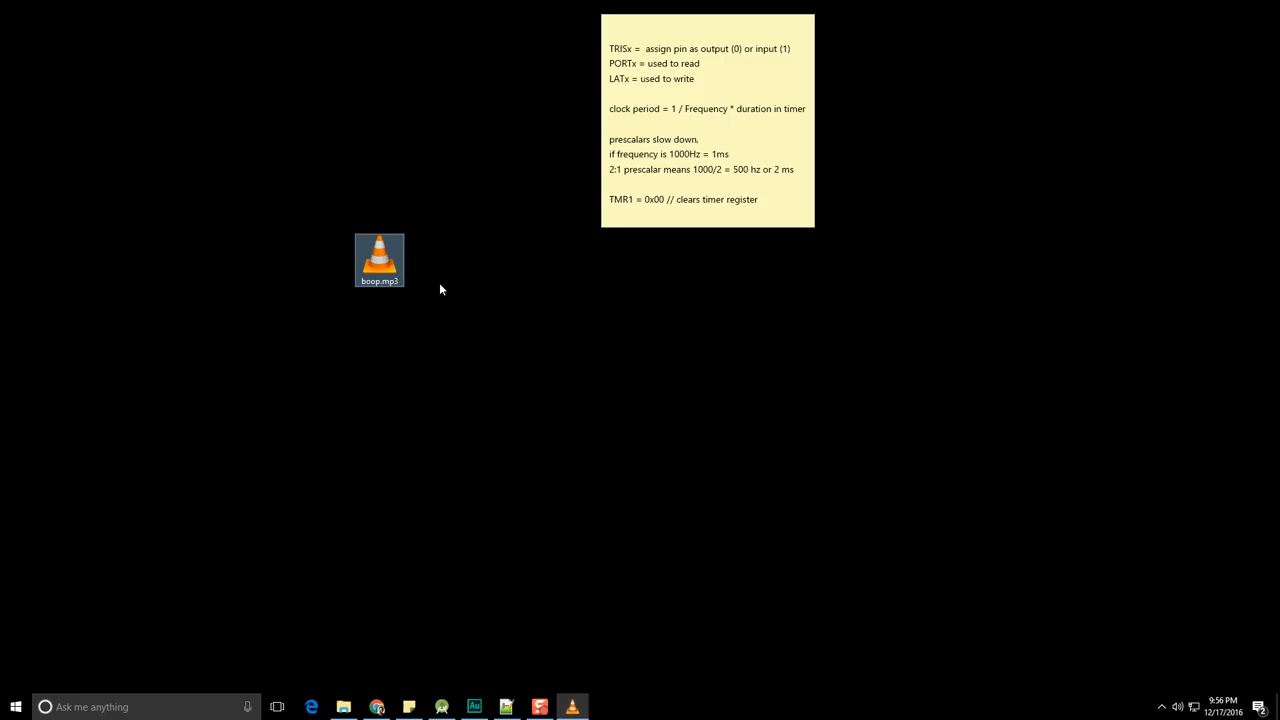 TRISx = assign pin as output (0) or input (1)
PORTx = used to read
LATx = used to write
clock period = 1 / Frequency * duration in timer
prescalars slow down,
if frequency is 1000Hz = 1ms
2:1 prescalar means 1000/2 = 500 hz or 2 ms
TMR1 = 0x00 // clears timer register
boop.mp3
Ask me anything
Au
9:56 PM
12/17/2016
2